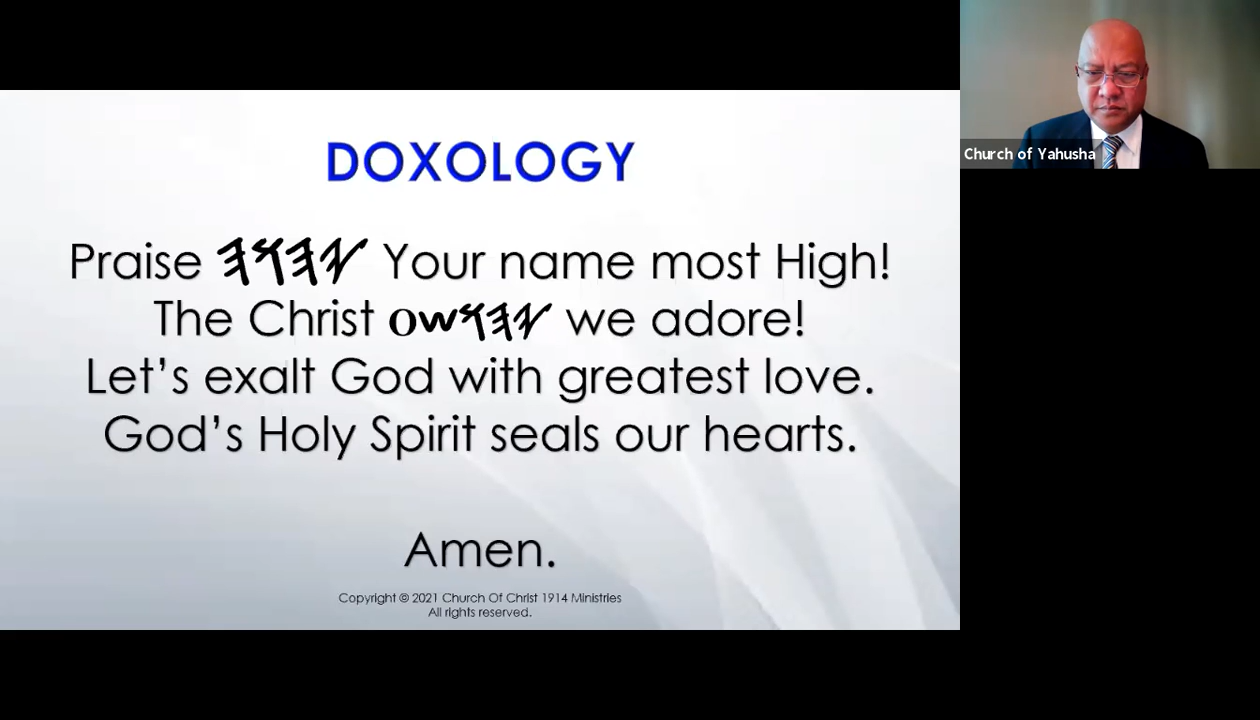 DOXOLOGY
Praise 𐤉𐤄𐤅𐤄 Your name most High!
The Christ 𐤉𐤄𐤅𐤔𐤏 we adore!
Let’s exalt God with greatest love.
God’s Holy Spirit seals our hearts.
Amen.
Copyright © 2021 Church Of Christ 1914 Ministries
All rights reserved.
Church of Yahusha